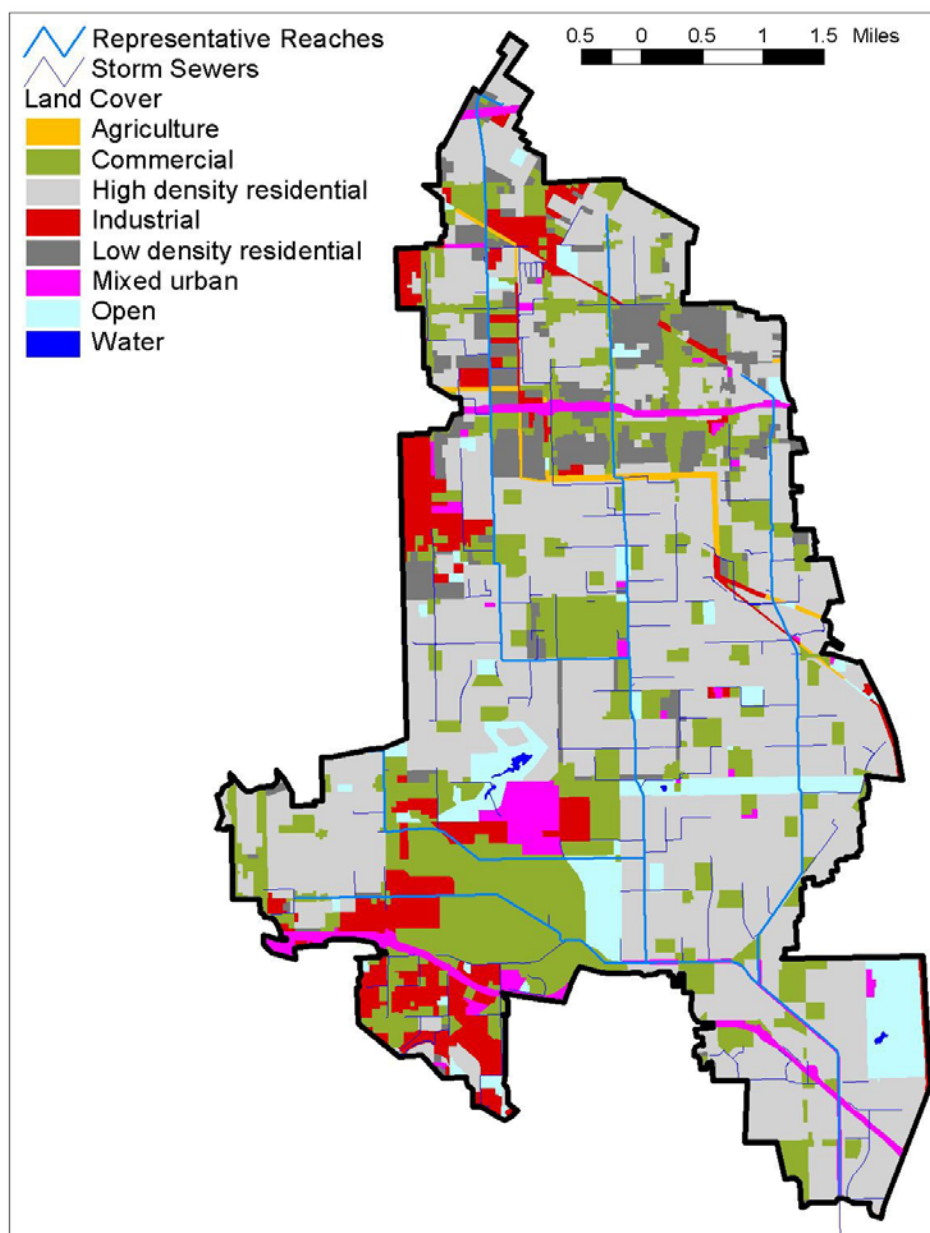 Representative Reaches
Storm Sewers
Land Cover
Agriculture
Commercial
High density residential
Industrial
Low density residential
Mixed urban
Open
Water
0.5 0 0.5 1 1.5 Miles